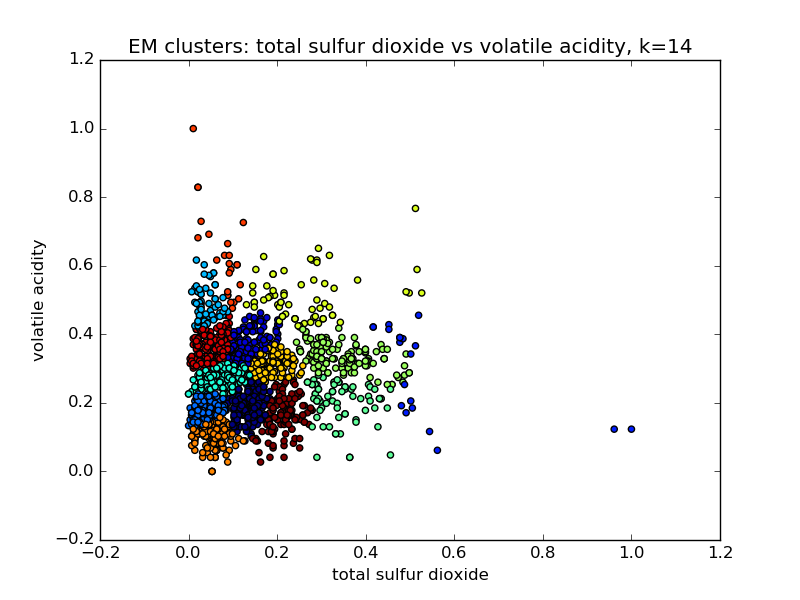 EM clusters: total sulfur dioxide vs volatile acidity, k=14
1.2
1.0
0.8
0.6
0.4
0.2
0.0
−0.2
volatile acidity
−0.2 0.0 0.2 0.4 0.6 0.8 1.0 1.2
total sulfur dioxide